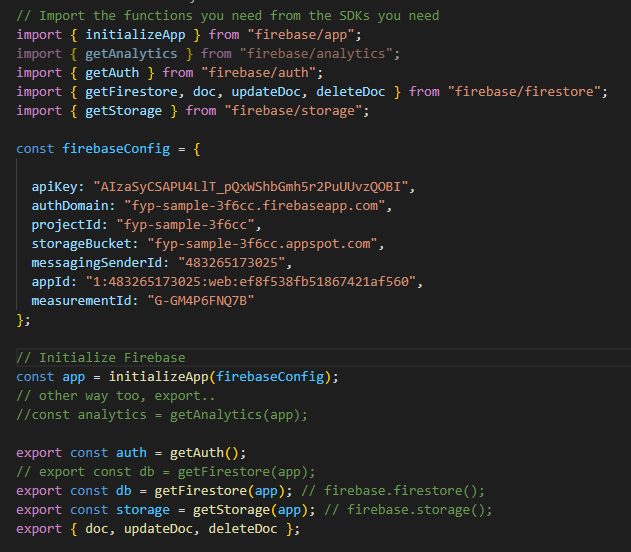 // Import the functions you need from the SDKs you need
import { initializeApp } from "firebase/app";
import { getAnalytics } from "firebase/analytics";
import { getAuth } from "firebase/auth";
import { getFirestore, doc, updateDoc, deleteDoc } from "firebase/firestore";
import { getStorage } from "firebase/storage";
const firebaseConfig = {
apiKey: "AIzaSyCSAPU4LlT_pQxWShbGmh5r2PuUUvzQOBI",
authDomain: "fyp-sample-3f6cc.firebaseapp.com",
projectId: "fyp-sample-3f6cc",
storageBucket: "fyp-sample-3f6cc.appspot.com",
messagingSenderId: "483265173025",
appId: "1:483265173025:web:ef8f538fb51867421af560",
measurementId: "G-GM4P6FNQ7B"
};
// Initialize Firebase
const app = initializeApp(firebaseConfig);
// other way too, export..
//const analytics = getAnalytics(app);
export const auth = getAuth();
// export const db = getFirestore(app);
export const db = getFirestore(app); // firebase.firestore();
export const storage = getStorage(app); // firebase.storage();
export { doc, updateDoc, deleteDoc };